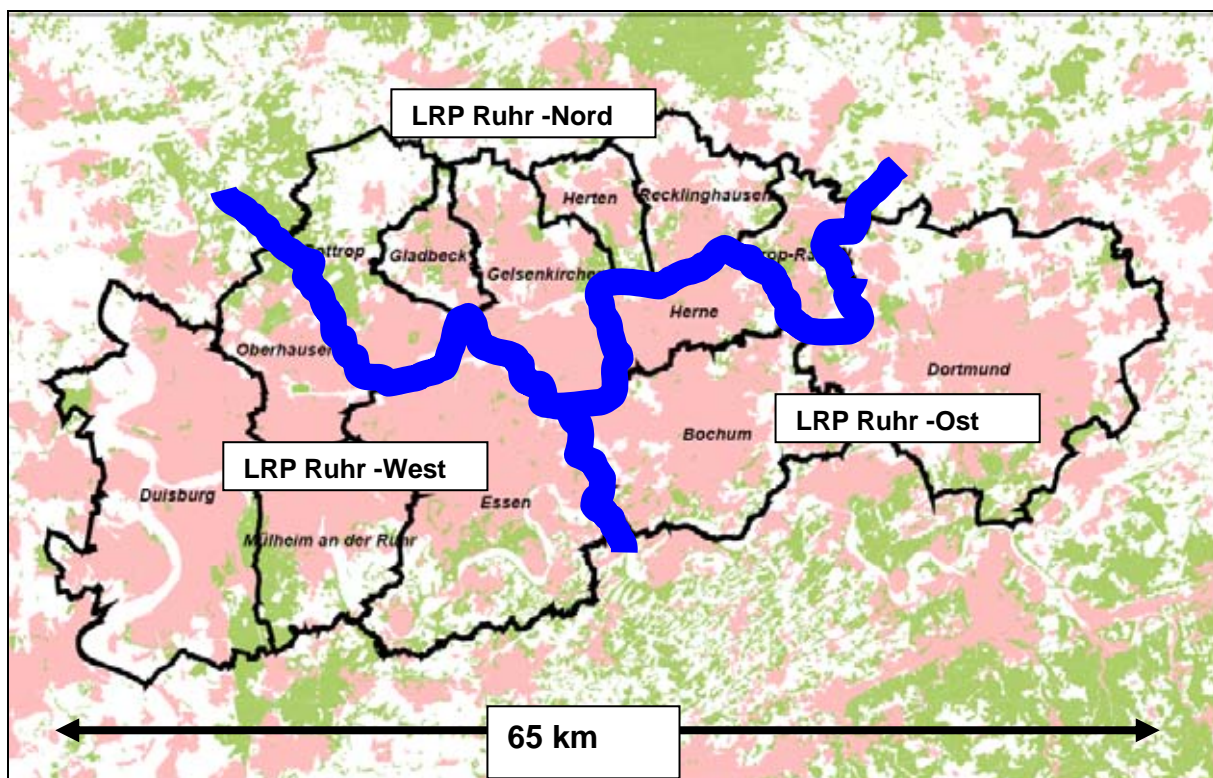 LRP Ruhr -Nord
Herten
Recklinghausen
Gladbeck
Gelsenkirchen
Herne
Oberhausen
Dortmund
LRP Ruhr -Ost
Bochum
LRP Ruhr -West
Duisburg
Essen
Mülheim an der Ruhr
65 km